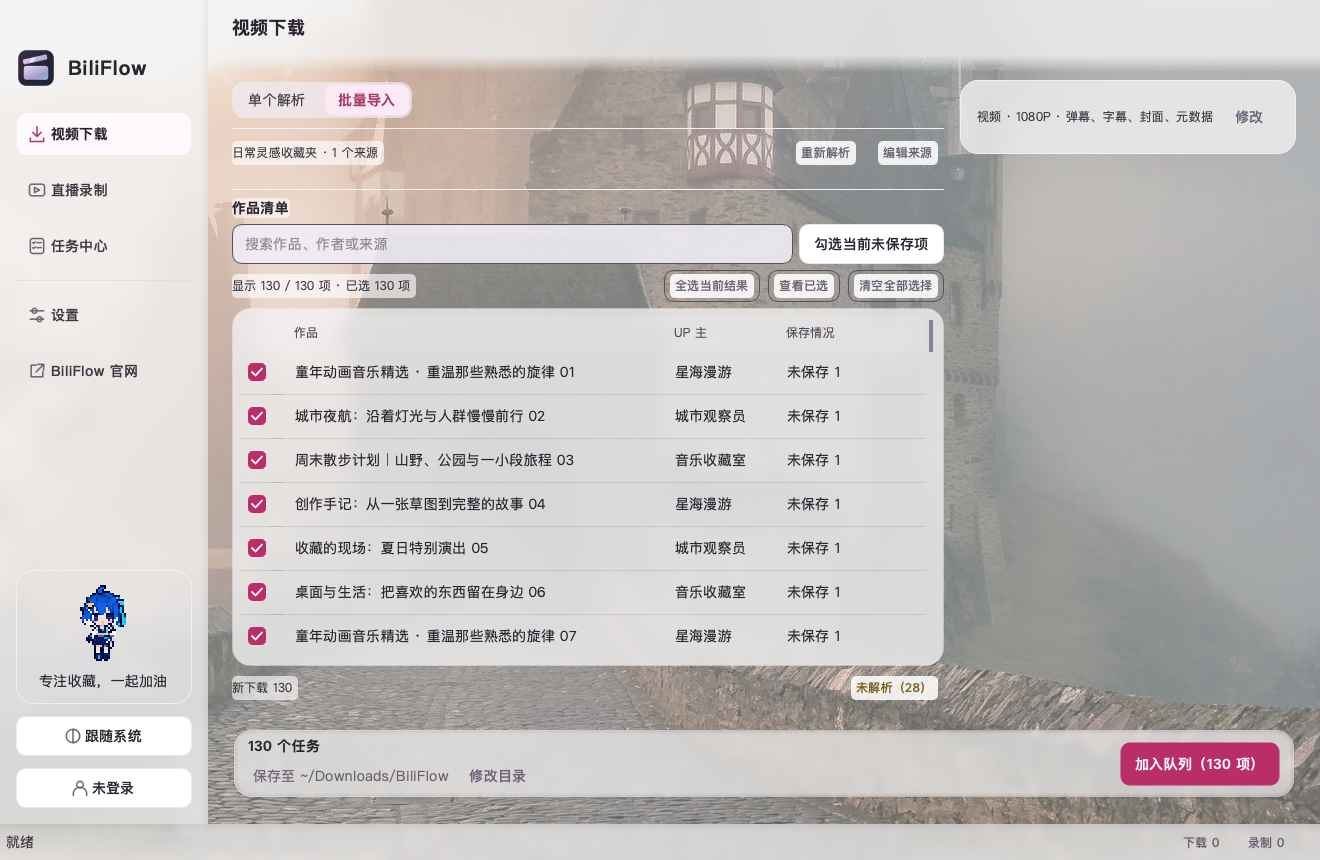 视频下载
BiliFlow
视频下载
直播录制
任务中心
设置
BiliFlow 官网
专注收藏，一起加油
跟随系统
未登录
单个解析 批量导入
视频 · 1080P · 弹幕、字幕、封面、元数据 修改
日常灵感收藏夹 · 1 个来源 重新解析 编辑来源
作品清单
搜索作品、作者或来源 勾选当前未保存项
显示 130 / 130 项 · 已选 130 项 全选当前结果 查看已选 清空全部选择
作品 UP 主 保存情况
童年动画音乐精选 · 重温那些熟悉的旋律 01 星海漫游 未保存 1
城市夜航：沿着灯光与人群慢慢前行 02 城市观察员 未保存 1
周末散步计划｜山野、公园与一小段旅程 03 音乐收藏室 未保存 1
创作手记：从一张草图到完整的故事 04 星海漫游 未保存 1
收藏的现场：夏日特别演出 05 城市观察员 未保存 1
桌面与生活：把喜欢的东西留在身边 06 音乐收藏室 未保存 1
童年动画音乐精选 · 重温那些熟悉的旋律 07 星海漫游 未保存 1
新下载 130 未解析（28）
130 个任务
保存至 ~/Downloads/BiliFlow 修改目录
加入队列（130 项）
就绪 下载 0 录制 0